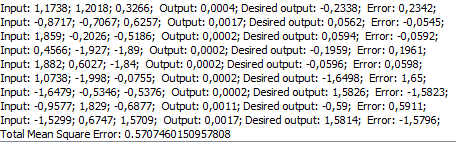 Input: 1,1738; 1,2018; 0,3266;  Output: 0,0004; Desired output: -0,2338; Error: 0,2342;
Input: -0,8717; -0,7067; 0,6257; Output: 0,0017; Desired output: 0,0562; Error: -0,0545;
Input: 1,859; -0,2026; -0,5186; Output: 0,0002; Desired output: 0,0594; Error: -0,0592;
Input: 0,4566; -1,927; -1,89; Output: 0,0002; Desired output: -0,1959; Error: 0,1961;
Input: 1,882; 0,6027; -1,84; Output: 0,0002; Desired output: -0,0596; Error: 0,0598;
Input: 1,0738; -1,998; -0,0755; Output: 0,0002; Desired output: -1,6498; Error: 1,65;
Input: -1,6479; -0,5346; -0,5376; Output: 0,0002; Desired output: 1,5826; Error: -1,5823;
Input: -0,9577; 1,829; -0,6877; Output: 0,0011; Desired output: -0,59; Error: 0,5911;
Input: -1,5299; 0,6747; 1,5709; Output: 0,0017; Desired output: 1,5814; Error: -1,5796;
Total Mean Square Error: 0.5707460150957808